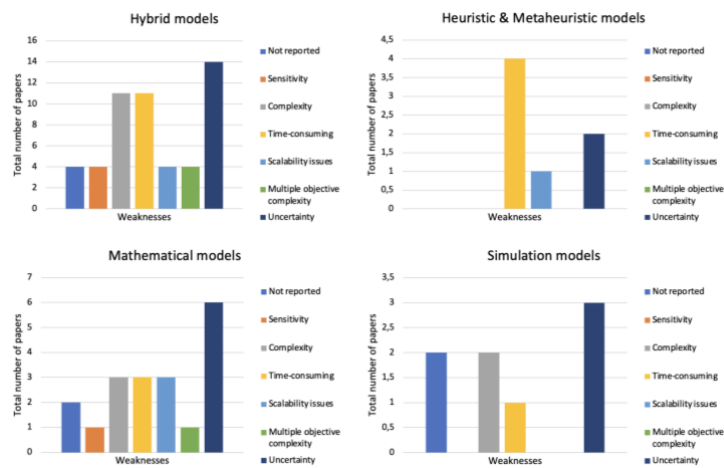 Hybrid models
Total number of papers
16
14
12
10
8
6
4
2
0
Weaknesses
Not reported
Sensitivity
Complexity
Time-consuming
Scalability issues
Multiple objective
complexity
Uncertainty
Heuristic & Metaheuristic models
Total number of papers
4,5
4
3,5
3
2,5
2
1,5
1
0,5
0
Weaknesses
Not reported
Sensitivity
Complexity
Time-consuming
Scalability issues
Multiple objective
complexity
Uncertainty
Mathematical models
Total number of papers
7
6
5
4
3
2
1
0
Weaknesses
Not reported
Sensitivity
Complexity
Time-consuming
Scalability issues
Multiple objective
complexity
Uncertainty
Simulation models
Total number of papers
3,5
3
2,5
2
1,5
1
0,5
0
Weaknesses
Not reported
Sensitivity
Complexity
Time-consuming
Scalability issues
Multiple objective
complexity
Uncertainty